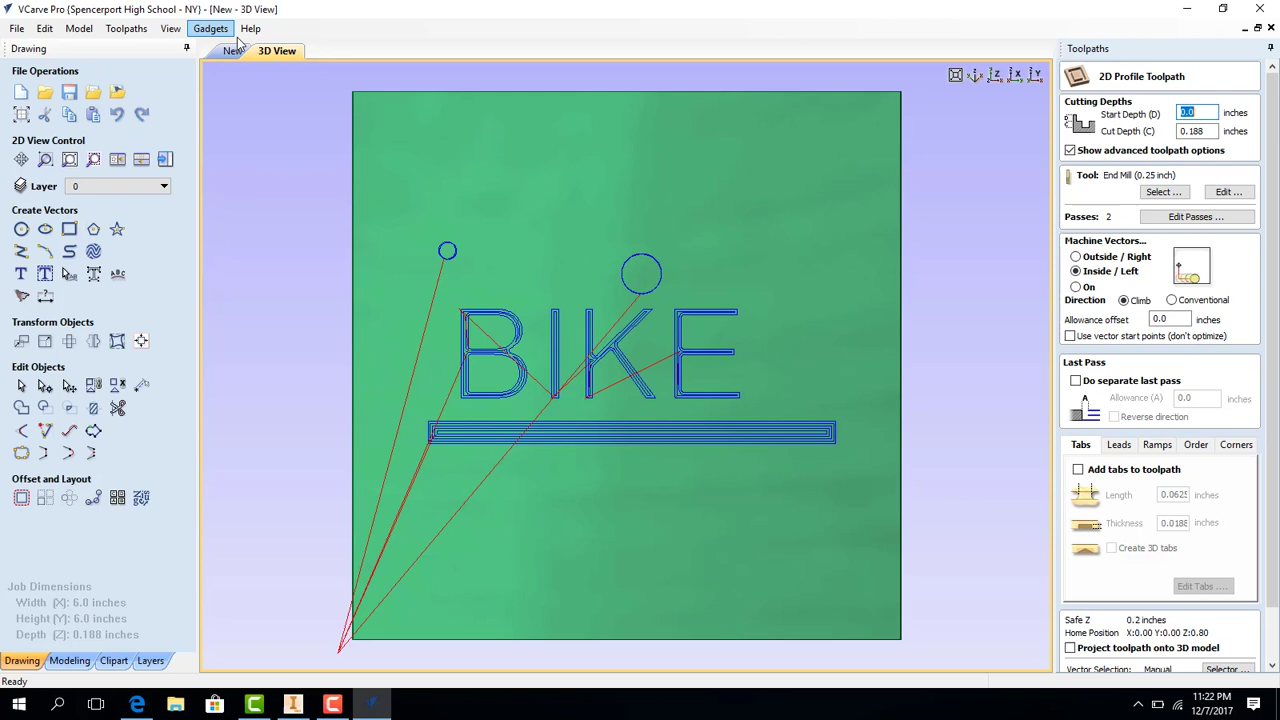 VCarve Pro {Spencerport High School - NY} - [New - 3D View]
File Edit Model Toolpaths View Gadgets Help
Drawing
New 3D View
Toolpaths
File Operations
2D View Control
Layer 0
Create Vectors
Transform Objects
Edit Objects
Offset and Layout
Job Dimensions
Width (X): 6.0 inches
Height (Y): 6.0 inches
Depth (Z): 0.188 inches
Drawing Modeling Clipart Layers
Ready
Z X Y
BIKE
2D Profile Toolpath
Cutting Depths
Start Depth (D) 0.0 inches
Cut Depth (C) 0.188 inches
Show advanced toolpath options
Tool: End Mill (0.25 inch)
Select ... Edit ...
Passes: 2 Edit Passes ...
Machine Vectors...
Outside / Right
Inside / Left
On
Direction Climb Conventional
Allowance offset 0.0 inches
Use vector start points (don't optimize)
Last Pass
Do separate last pass
Allowance (A) 0.0 inches
Reverse direction
Tabs Leads Ramps Order Corners
Add tabs to toolpath
Length 0.0625 inches
Thickness 0.0188 inches
Create 3D tabs
Edit Tabs ....
Safe Z 0.2 inches
Home Position X:0.00 Y:0.00 Z:0.80
Project toolpath onto 3D model
Vector Selection: Manual Selector ...
11:22 PM
12/7/2017